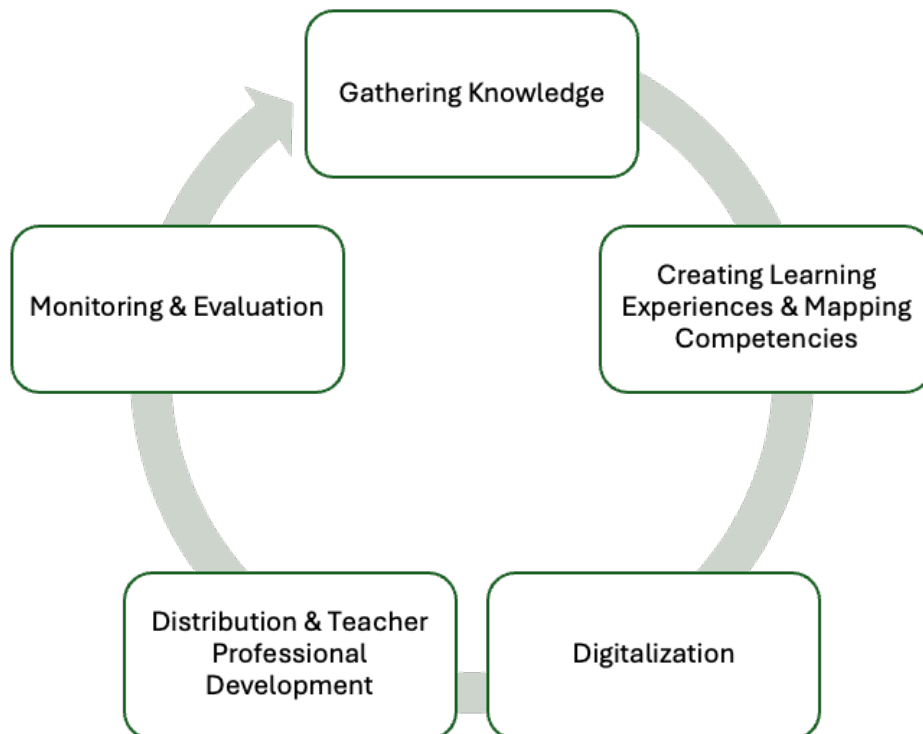 Gathering Knowledge
Creating Learning
Experiences & Mapping
Competencies
Digitalization
Distribution & Teacher
Professional
Development
Monitoring & Evaluation